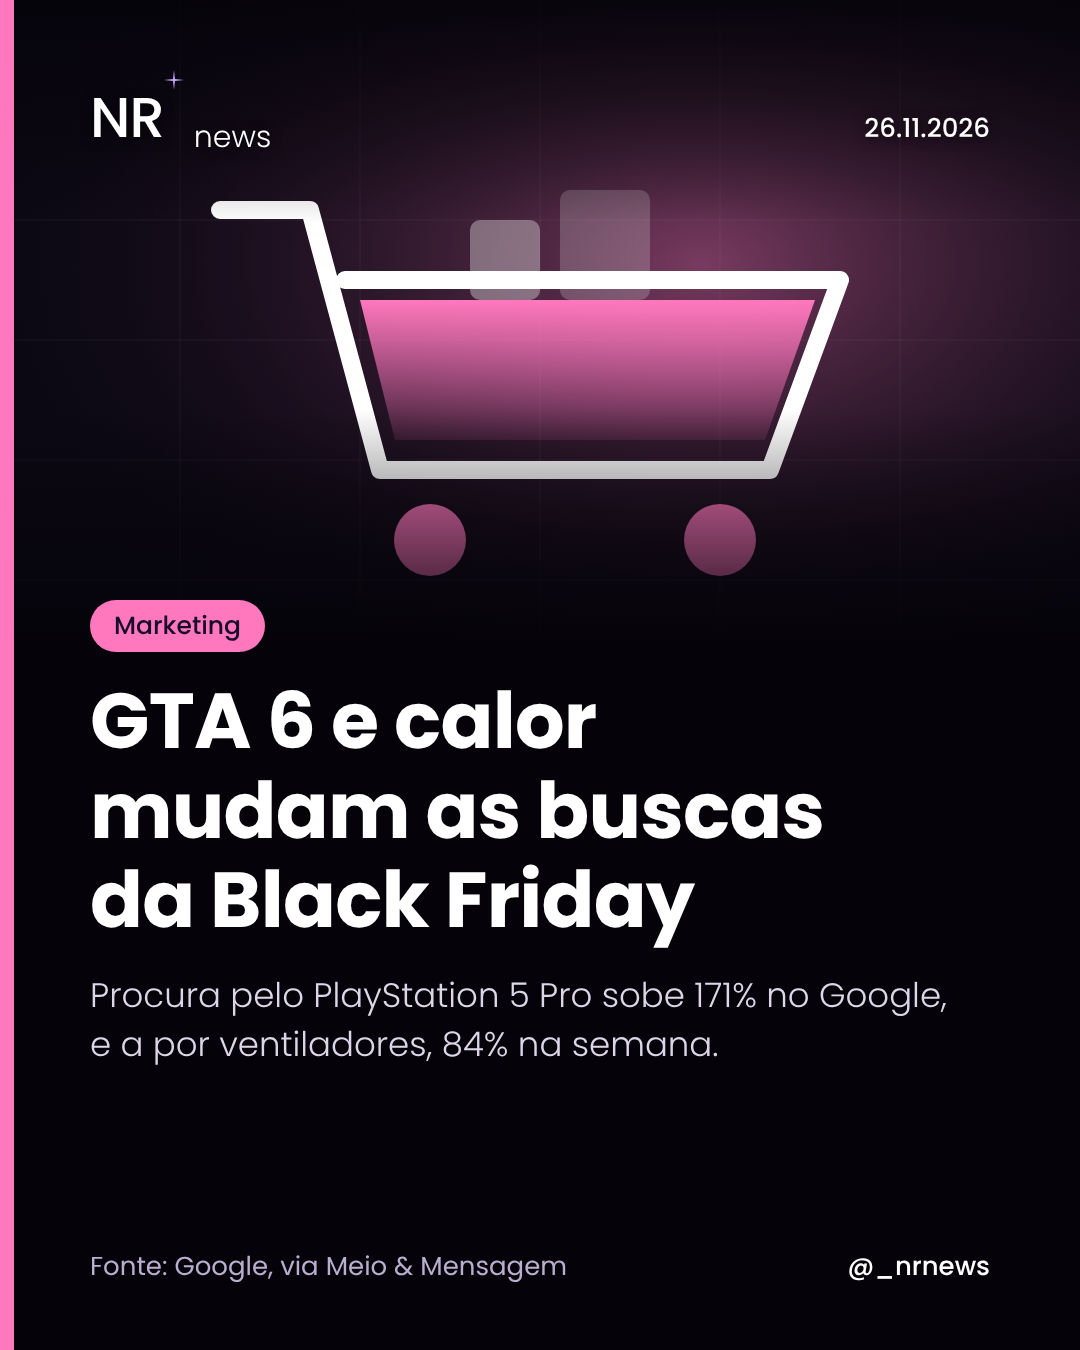 NR news
26.11.2026
Marketing
GTA 6 e calor
mudam as buscas
da Black Friday
Procura pelo PlayStation 5 Pro sobe 171% no Google,
e a por ventiladores, 84% na semana.
Fonte: Google, via Meio & Mensagem
@_nrnews